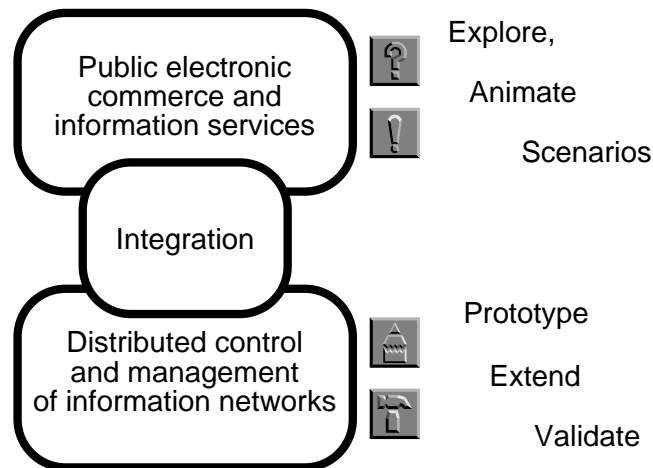 Public electronic
commerce and
information services
Explore,
Animate
Scenarios
Integration
Distributed control
and management
of information networks
Prototype
Extend
Validate